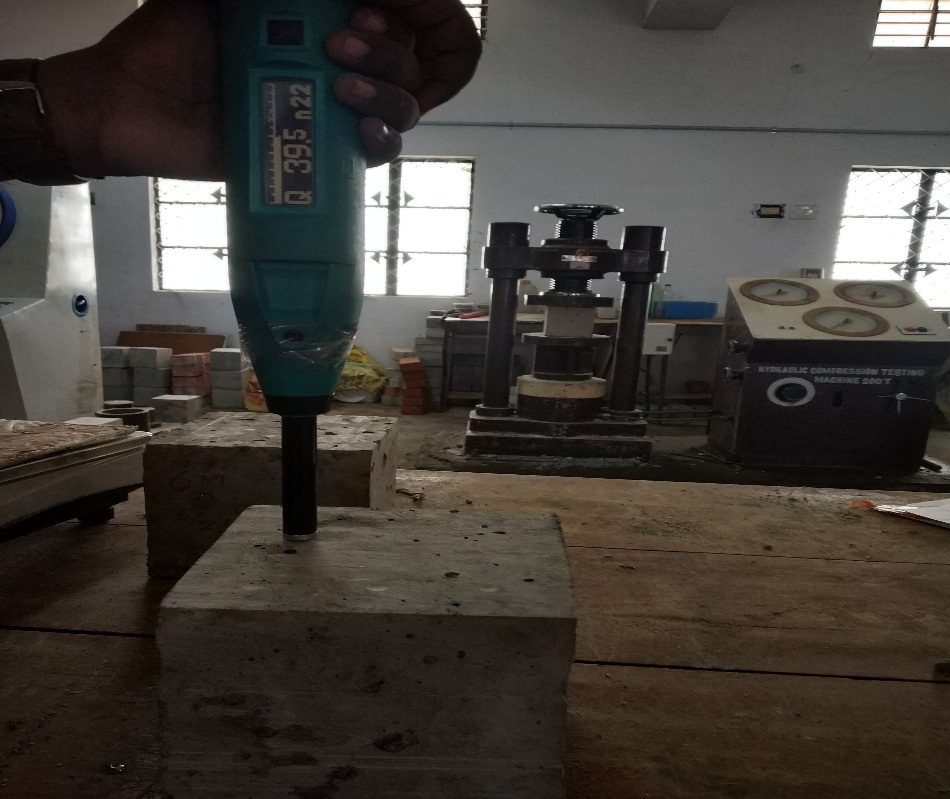 Q 39.5 n22
HYDRAULIC COMPRESSION TESTING
MACHINE 200 T